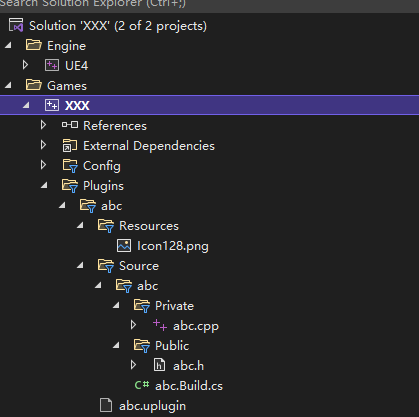 Search Solution Explorer (Ctrl+;)
Solution 'XXX' (2 of 2 projects)
Engine
UE4
Games
XXX
References
External Dependencies
Config
Plugins
abc
Resources
Icon128.png
Source
abc
Private
abc.cpp
Public
abc.h
C# abc.Build.cs
abc.uplugin